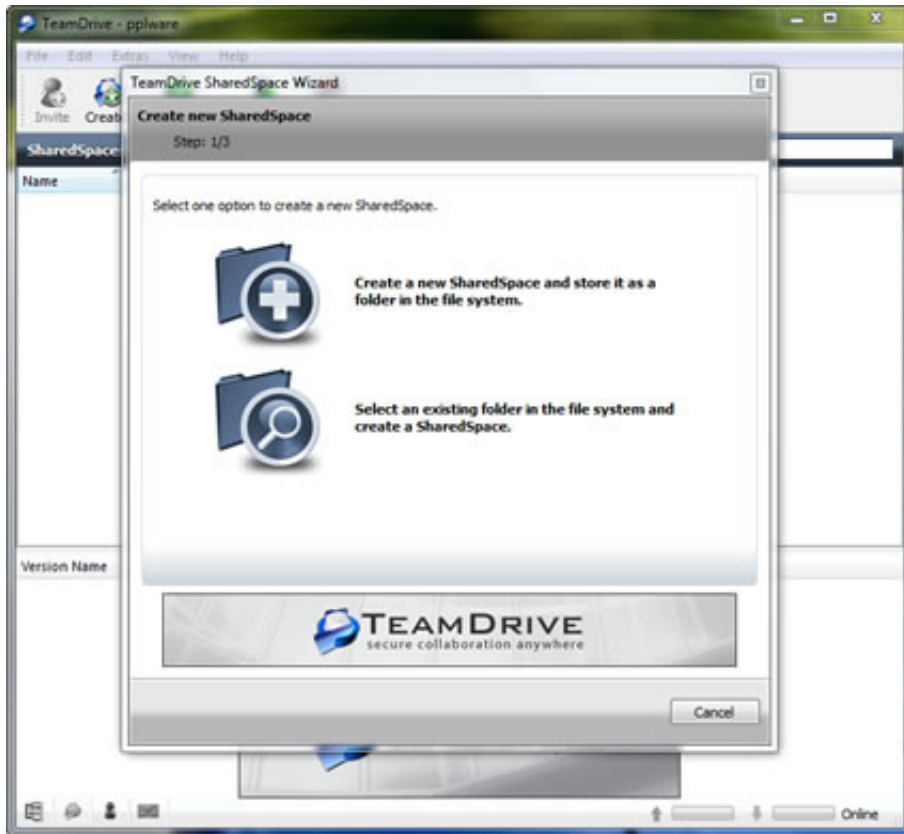 TeamDrive - pplware
File Edit Extras View Help
TeamDrive SharedSpace Wizard
Invite
Create new SharedSpace
Step: 1/3
Name
Select one option to create a new SharedSpace.
Create a new SharedSpace and store it as a
folder in the file system.
Select an existing folder in the file system and
create a SharedSpace.
Version Name
TEAMDRIVE
secure collaboration anywhere
Cancel
Online